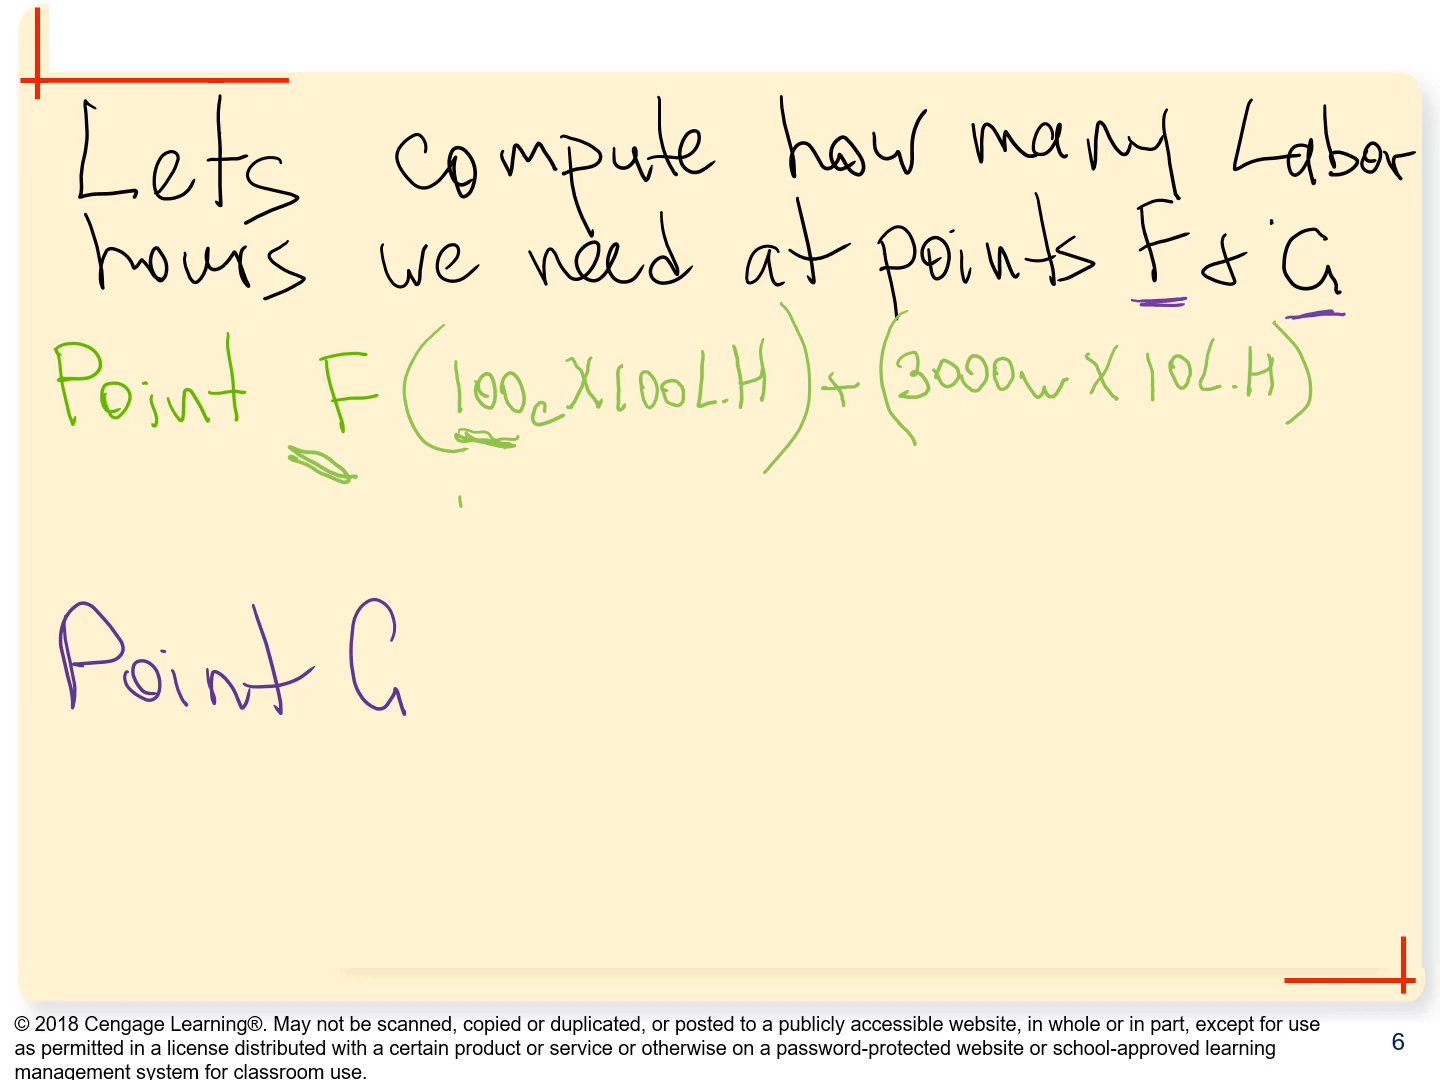 Lets compute how many Labor
hours we need at points F & G
Point F (100c X 100L.H) + (3000w X 10L.H)
Point G
© 2018 Cengage Learning®. May not be scanned, copied or duplicated, or posted to a publicly accessible website, in whole or in part, except for use
as permitted in a license distributed with a certain product or service or otherwise on a password-protected website or school-approved learning
management system for classroom use.
6